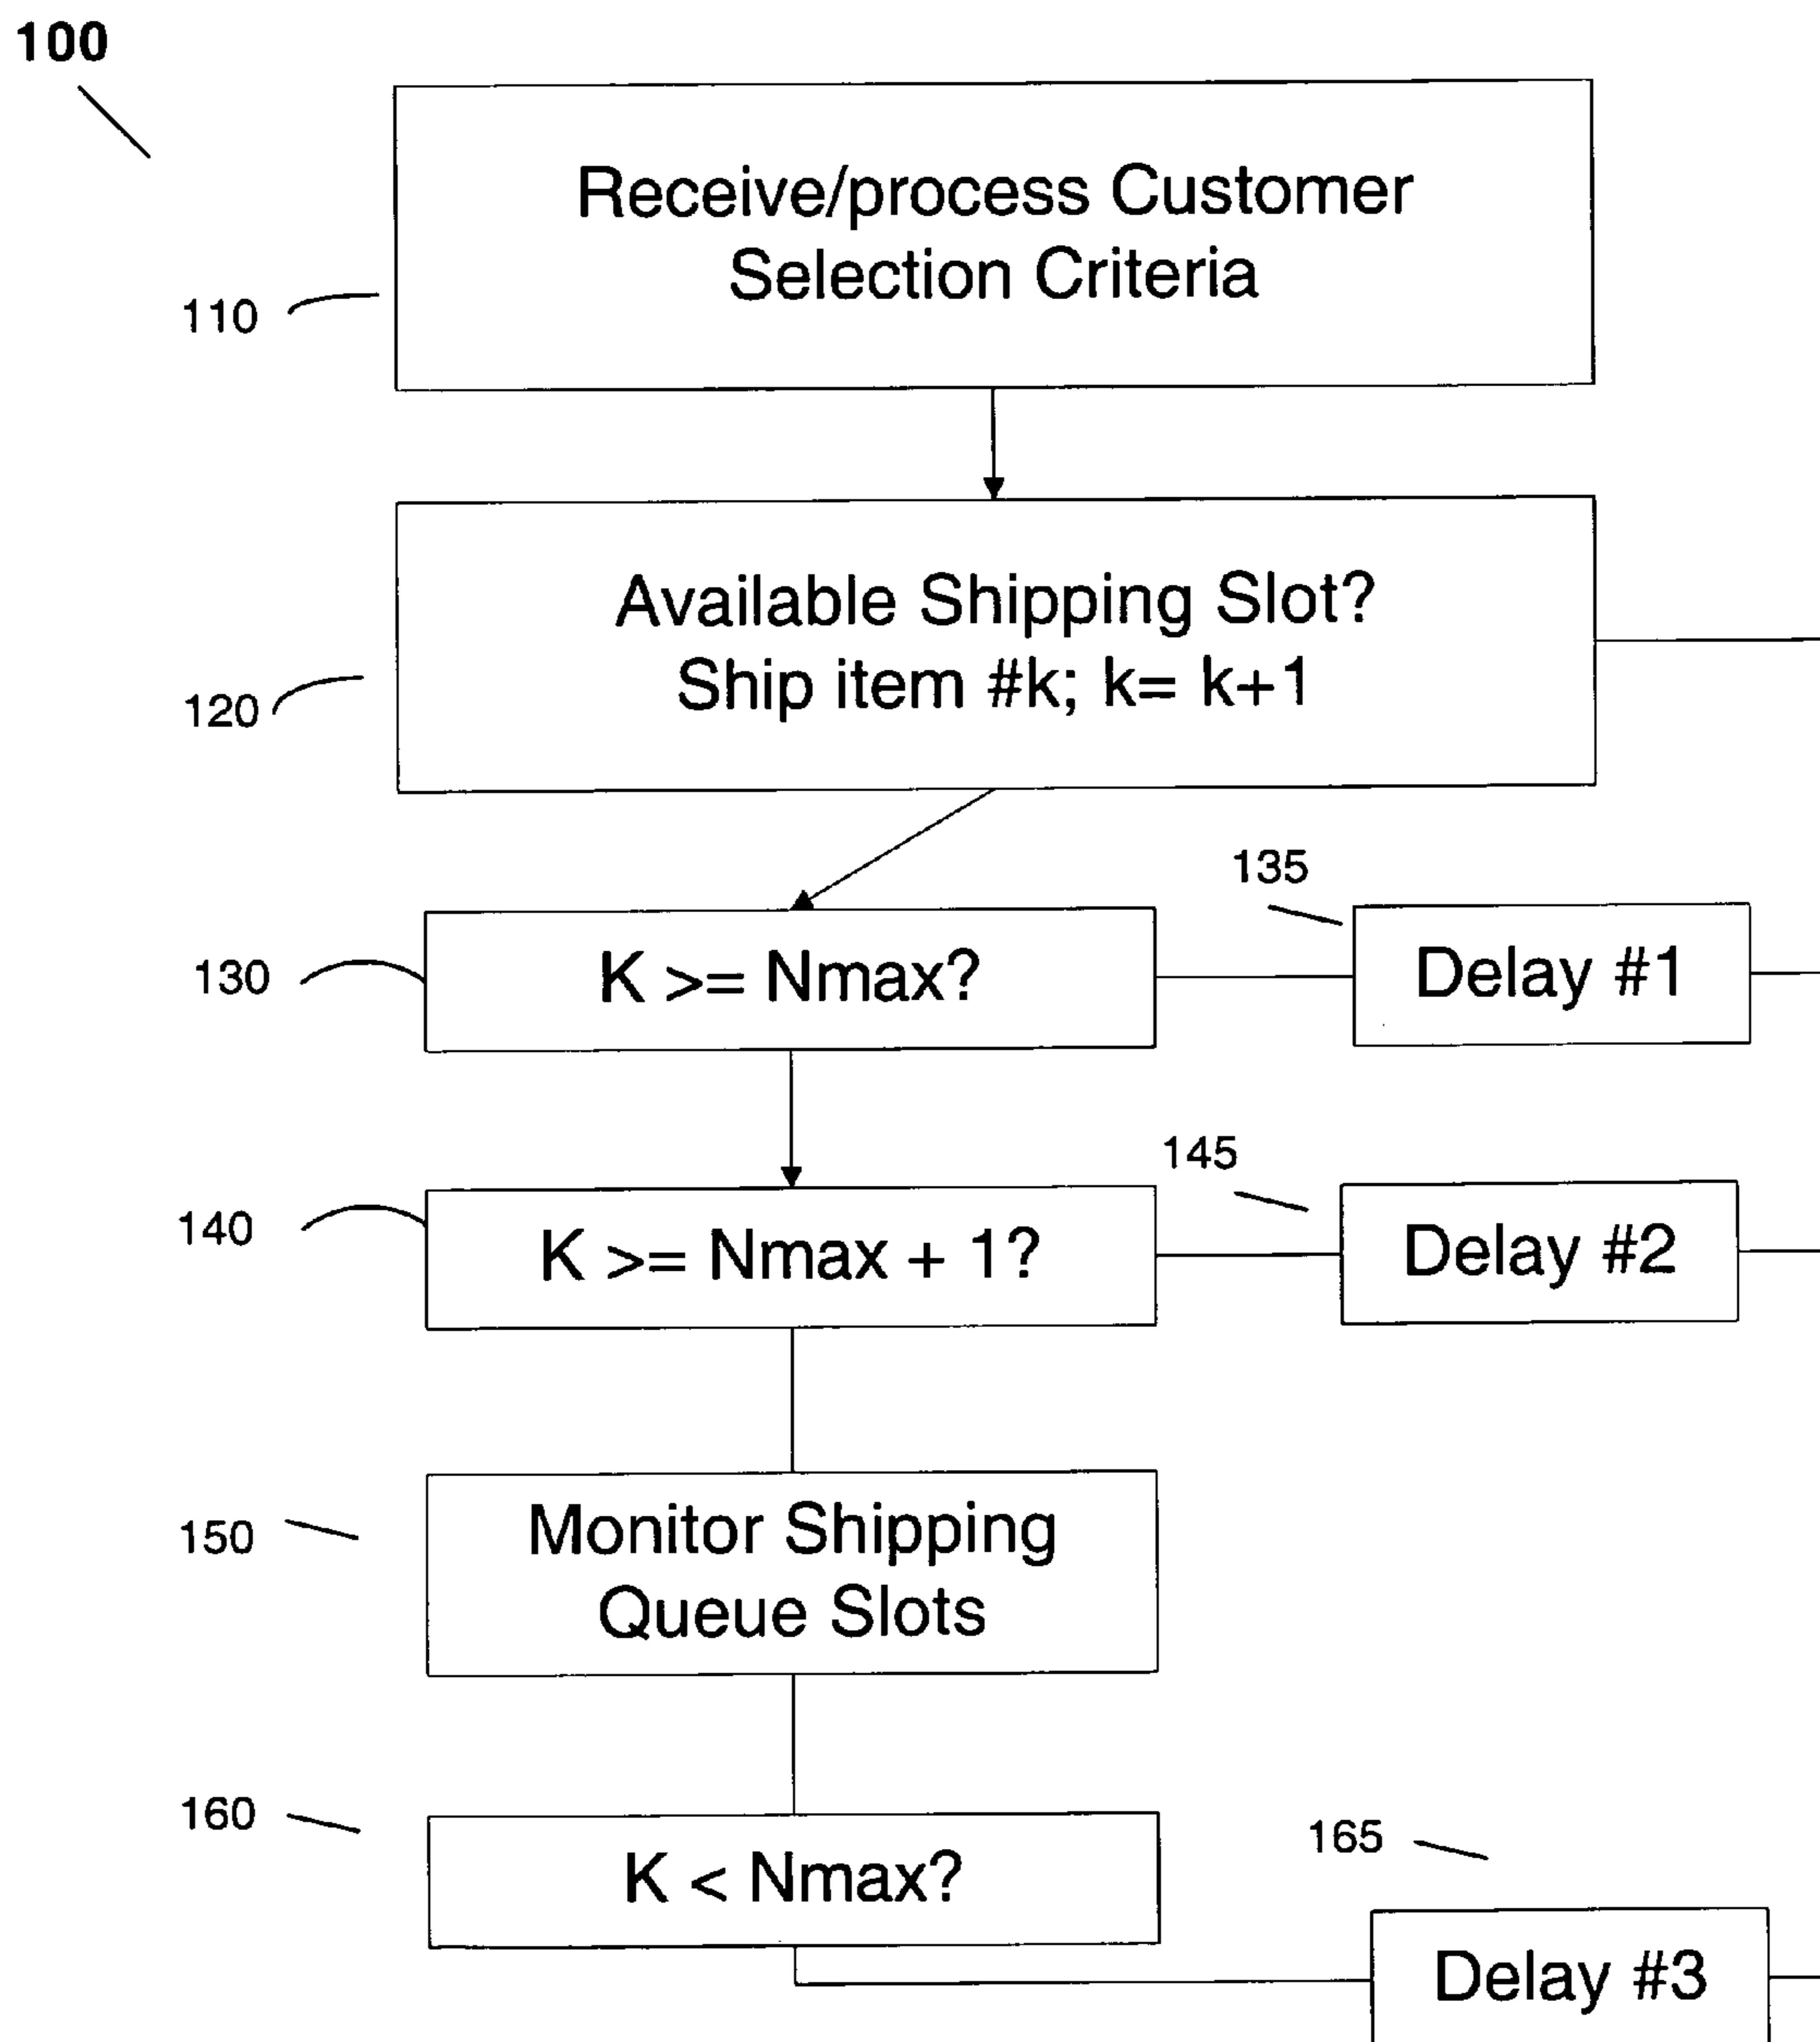 100
Receive/process Customer
Selection Criteria
110
Available Shipping Slot?
Ship item #k; k= k+1
120
135
130
K >= Nmax?
Delay #1
145
140
K >= Nmax + 1?
Delay #2
150
Monitor Shipping
Queue Slots
160
K < Nmax?
165
Delay #3